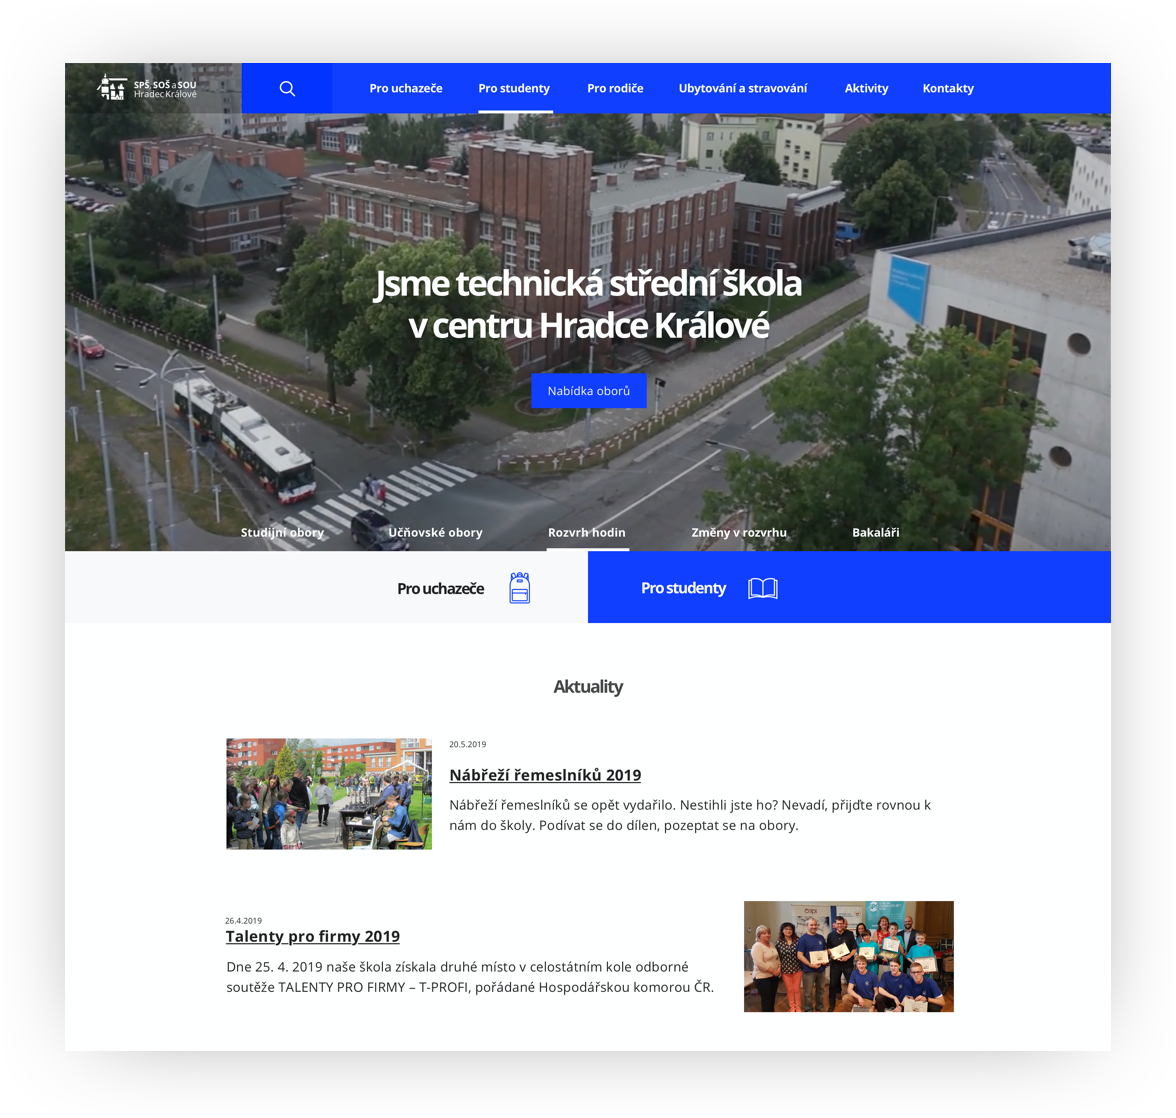 SPŠ, SOŠ a SOU
Hradec Králové
Pro uchazeče
Pro studenty
Pro rodiče
Ubytování a stravování
Aktivity
Kontakty
Jsme technická střední škola
v centru Hradce Králové
Nabídka oborů
Studijní obory
Učňovské obory
Rozvrh hodin
Změny v rozvrhu
Bakaláři
Pro uchazeče
Pro studenty
Aktuality
20.5.2019
Nábřeží řemeslníků 2019
Nábřeží řemeslníků se opět vydařilo. Nestihli jste ho? Nevadí, přijďte rovnou k
nám do školy. Podívat se do dílen, pozeptat se na obory.
26.4.2019
Talenty pro firmy 2019
Dne 25. 4. 2019 naše škola získala druhé místo v celostátním kole odborné
soutěže TALENTY PRO FIRMY – T-PROFI, pořádané Hospodářskou komorou ČR.